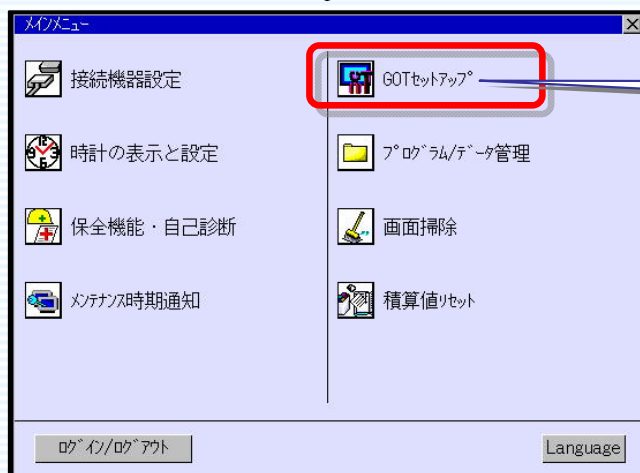 メインメニュー
接続機器設定
GOTセットアップ
時計の表示と設定
プログラム/データ管理
保全機能・自己診断
画面掃除
メンテナンス時期通知
積算値リセット
ログイン/ログアウト
Language